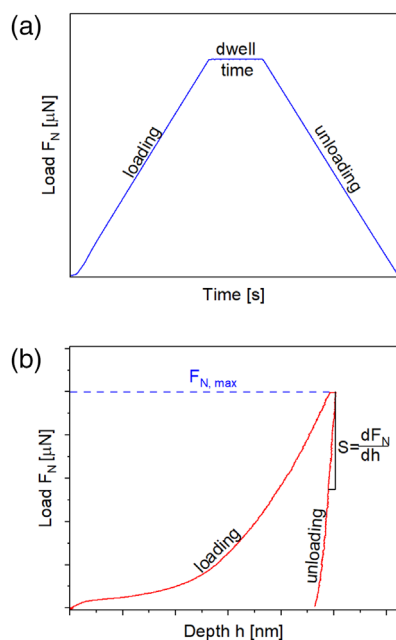 (a)
Load F_N [μN]
loading
dwell
time
unloading
Time [s]
(b)
Load F_N [μN]
F_N, max
loading
unloading
S=dF_N
dh
Depth h [nm]